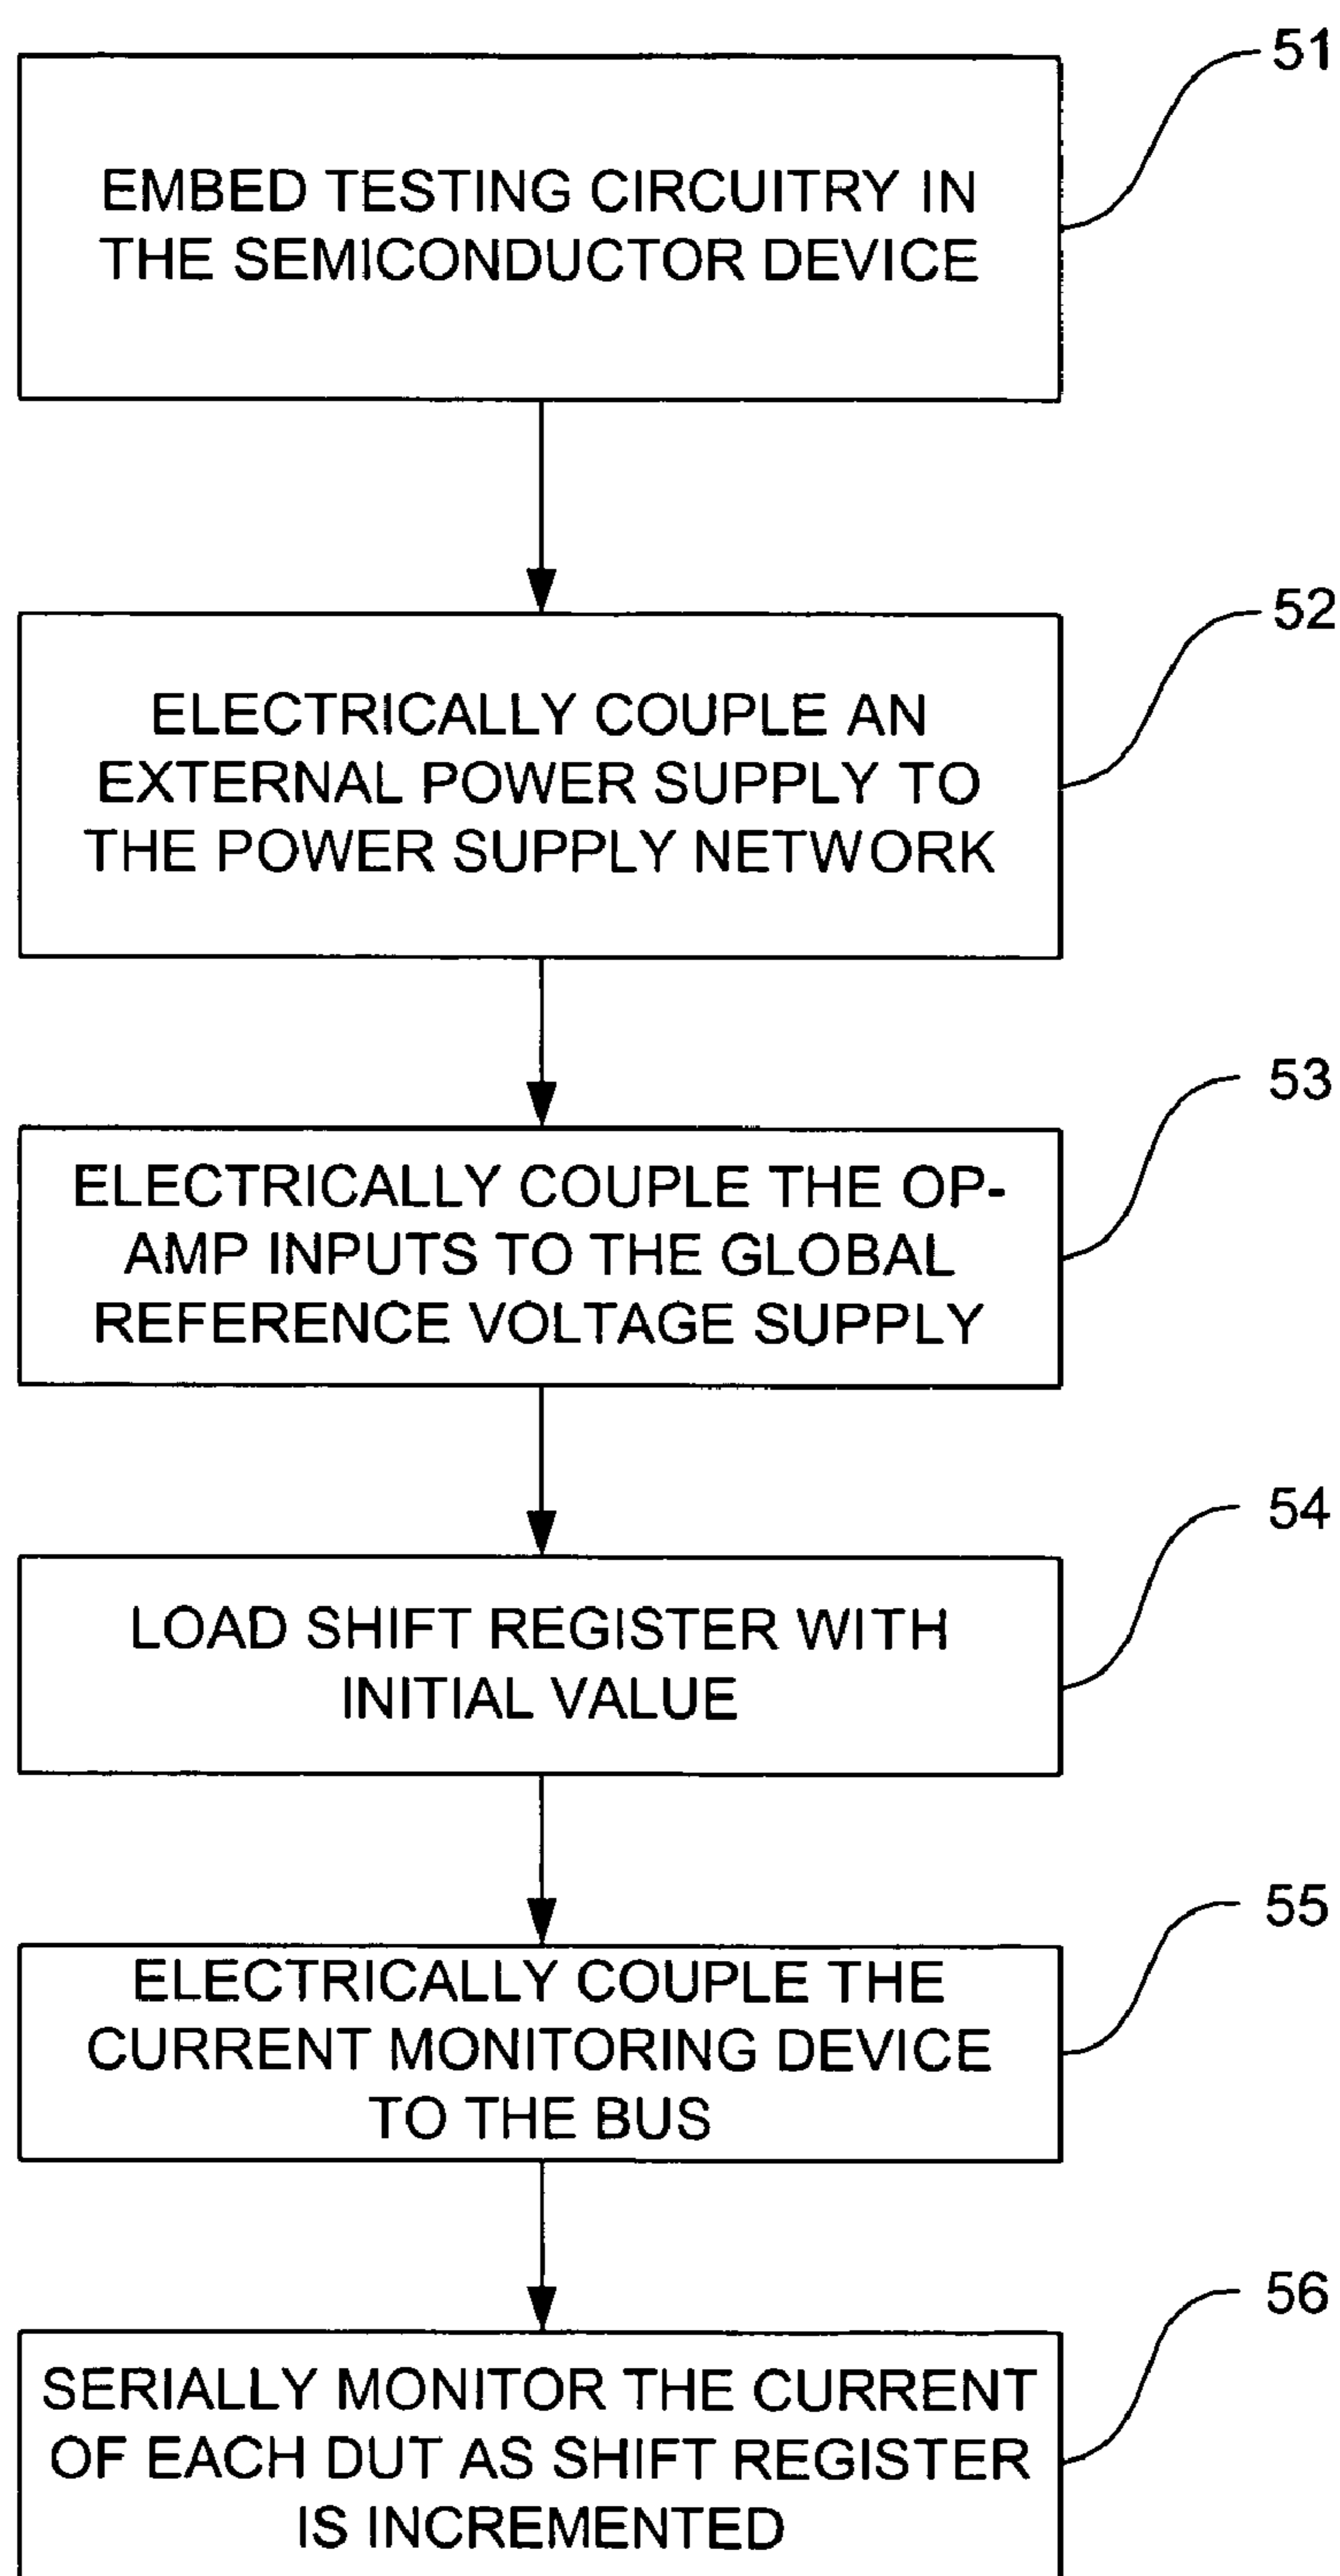 51
EMBED TESTING CIRCUITRY IN
THE SEMICONDUCTOR DEVICE
52
ELECTRICALLY COUPLE AN
EXTERNAL POWER SUPPLY TO
THE POWER SUPPLY NETWORK
53
ELECTRICALLY COUPLE THE OP-
AMP INPUTS TO THE GLOBAL
REFERENCE VOLTAGE SUPPLY
54
LOAD SHIFT REGISTER WITH
INITIAL VALUE
55
ELECTRICALLY COUPLE THE
CURRENT MONITORING DEVICE
TO THE BUS
56
SERIALLY MONITOR THE CURRENT
OF EACH DUT AS SHIFT REGISTER
IS INCREMENTED